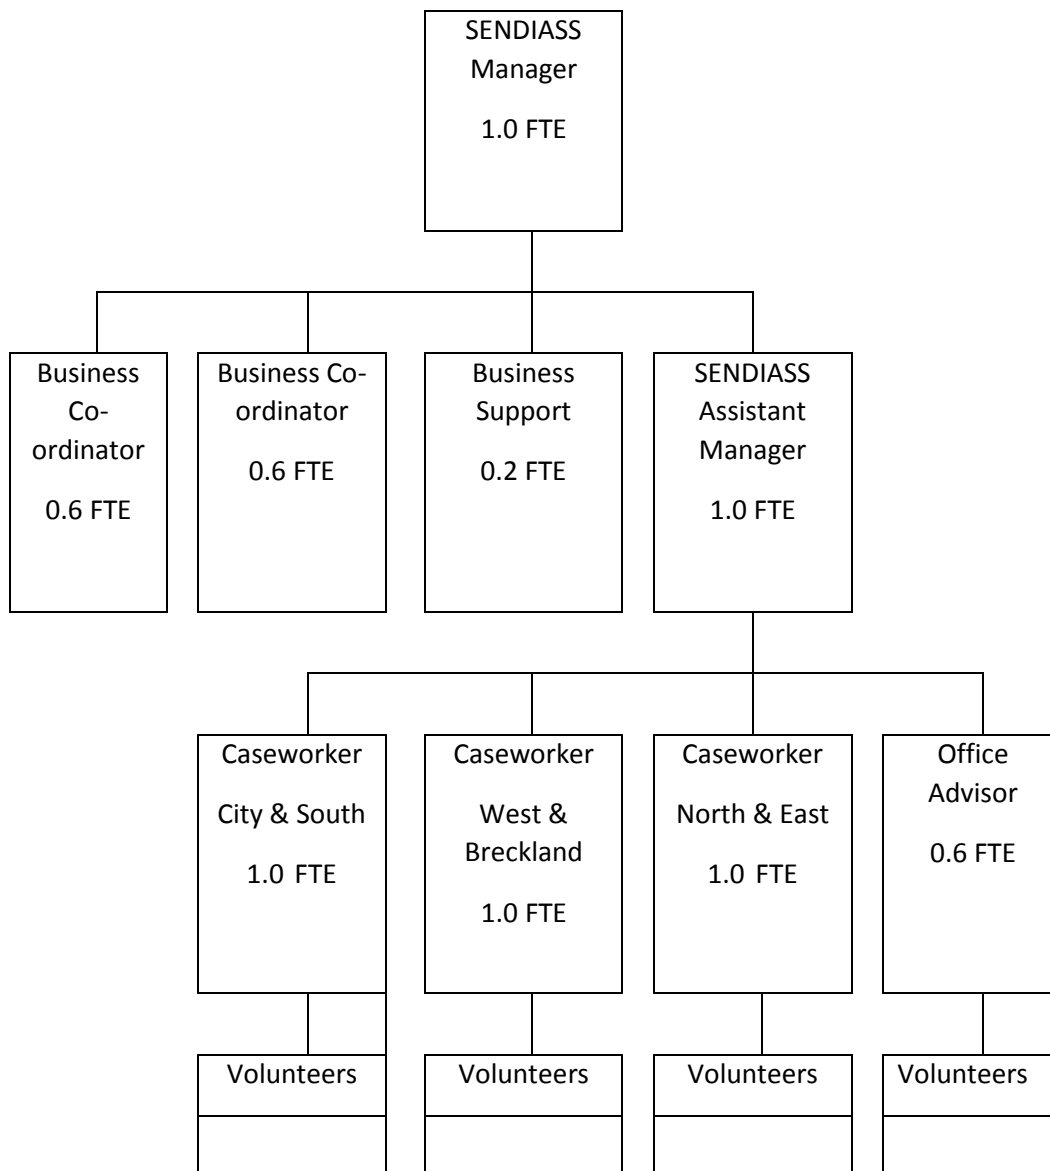 SENDIASS
Manager
1.0 FTE
Business
Co-
ordinator
0.6 FTE
Business Co-
ordinator
0.6 FTE
Business
Support
0.2 FTE
SENDIASS
Assistant
Manager
1.0 FTE
Caseworker
City & South
1.0 FTE
Caseworker
West &
Breckland
1.0 FTE
Caseworker
North & East
1.0 FTE
Office
Advisor
0.6 FTE
Volunteers
Volunteers
Volunteers
Volunteers